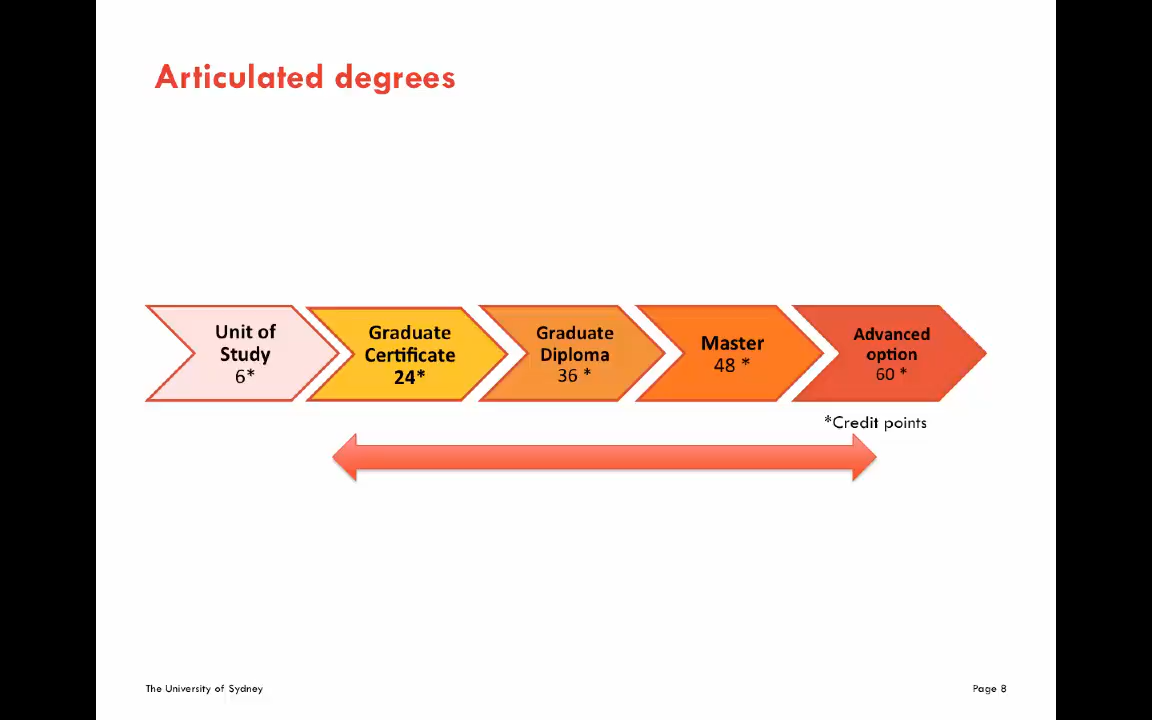 Articulated degrees
Unit of
Study
6*
Graduate
Certificate
24*
Graduate
Diploma
36 *
Master
48 *
Advanced
option
60 *
*Credit points
The University of Sydney
Page 8